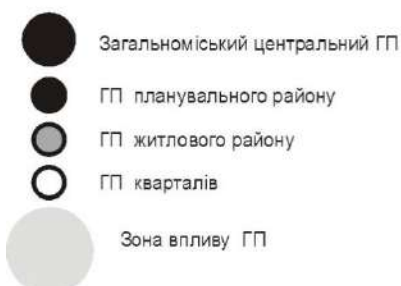 Загальноміський центральний ГП
ГП планувального району
ГП житлового району
ГП кварталів
Зона впливу ГП